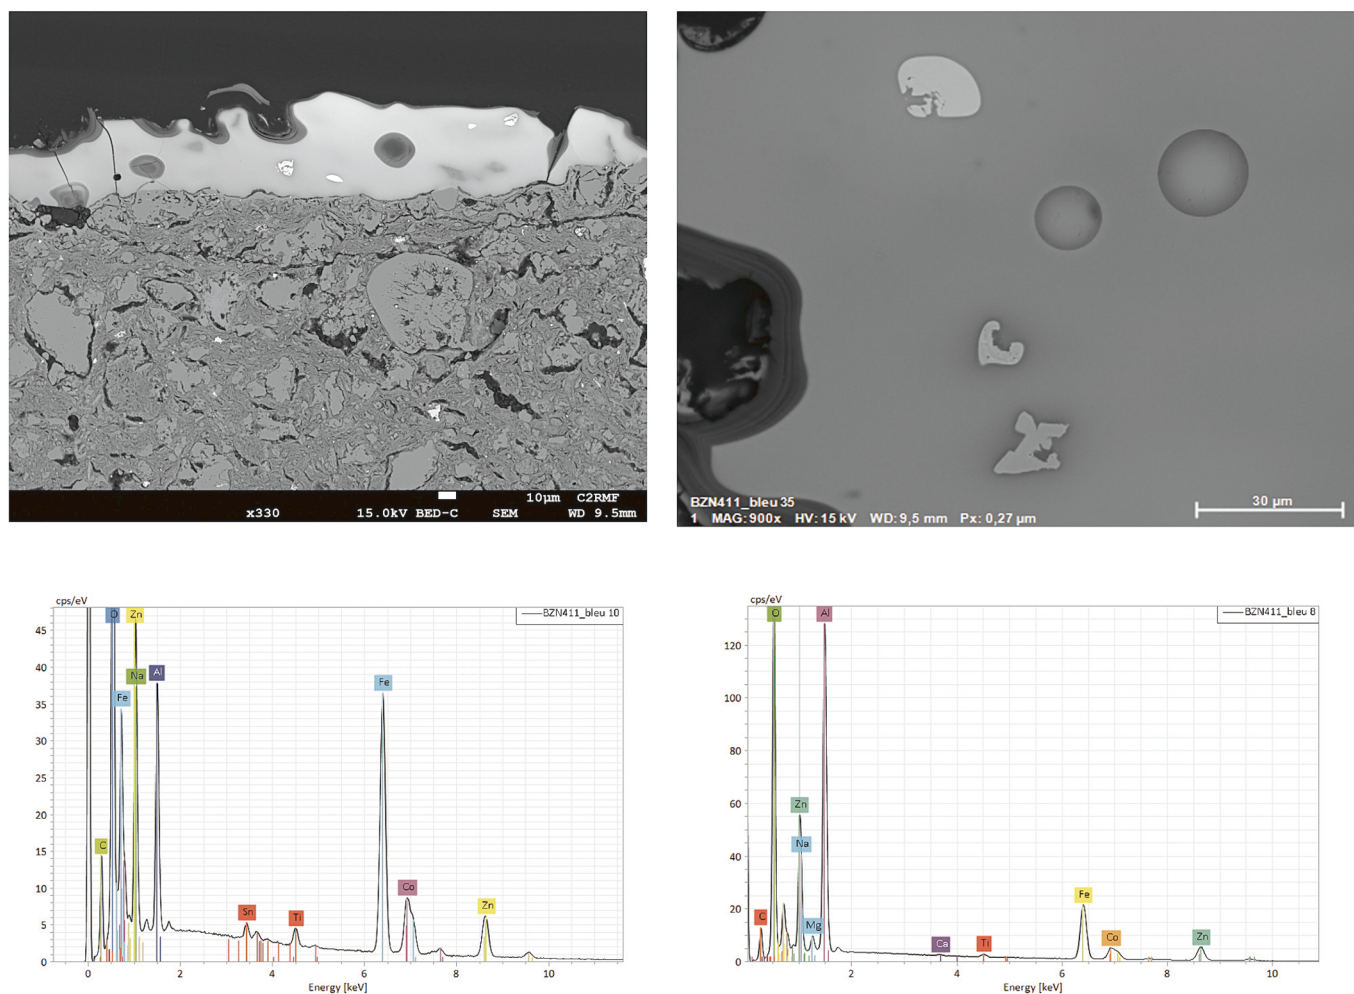 10µm C2RMF
x330 15.0kV BED-C SEM WD 9.5mm
BZN411_bleu 35
1 MAG: 900x HV: 15 kV WD: 9,5 mm Px: 0,27 µm
30 µm
cps/eV
BZN411_bleu 10
45
40
35
30
25
20
15
10
5
0
O
Zn
Na
Al
Fe
C
Sn
Ti
Fe
Co
Zn
0 2 4 6 8 10
Energy [keV]
cps/eV
BZN411_bleu 8
120
100
80
60
40
20
0
O
Al
Zn
Na
Mg
C
Ca
Ti
Fe
Co
Zn
2 4 6 8 10
Energy [keV]